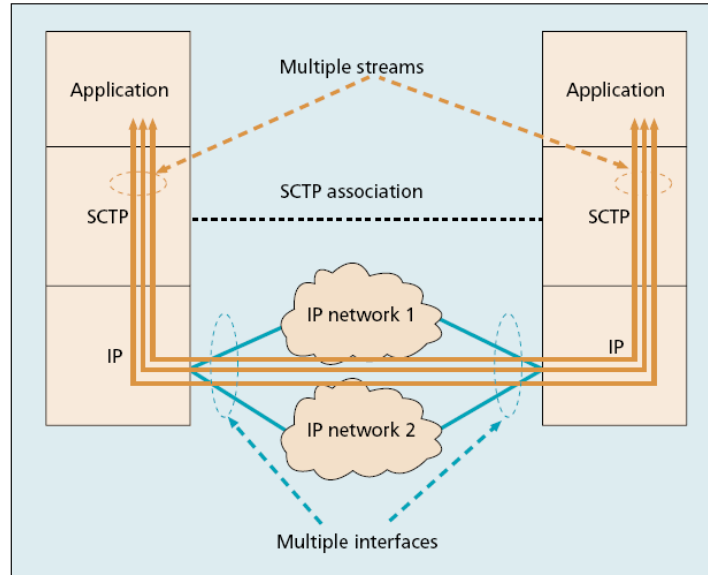 Multiple streams
Application
Application
SCTP association
SCTP
SCTP
IP network 1
IP
IP
IP network 2
Multiple interfaces